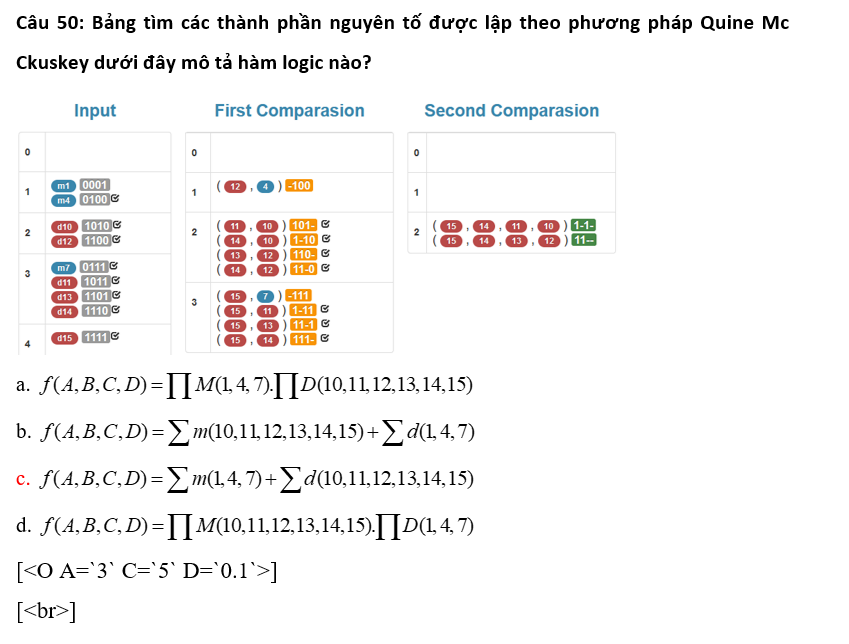 Câu 50: Bảng tìm các thành phần nguyên tố được lập theo phương pháp Quine Mc
Ckuskey dưới đây mô tả hàm logic nào?
Input
0
1 m1 0001
m4 0100
2 d10 1010
d12 1100
3 m7 0111
d11 1011
d13 1101
d14 1110
4 d15 1111
First Comparasion
0
1 ( 12 , 4 ) -100
2 ( 11 , 10 ) 101-
( 14 , 10 ) 1-10
( 13 , 12 ) 110-
( 14 , 12 ) 11-0
3 ( 15 , 7 ) -111
( 15 , 11 ) 1-11
( 15 , 13 ) 11-1
( 15 , 14 ) 111-
Second Comparasion
0
1
2 ( 15 , 14 , 11 , 10 ) 1-1-
( 15 , 14 , 13 , 12 ) 11--
a. f(A,B,C,D)=∏M(1,4,7).∏D(10,11,12,13,14,15)
b. f(A,B,C,D)=∑m(10,11,12,13,14,15)+∑d(1,4,7)
c. f(A,B,C,D)=∑m(1,4,7)+∑d(10,11,12,13,14,15)
d. f(A,B,C,D)=∏M(10,11,12,13,14,15).∏D(1,4,7)
[<O A=`3` C=`5` D=`0.1`>]
[<br>]